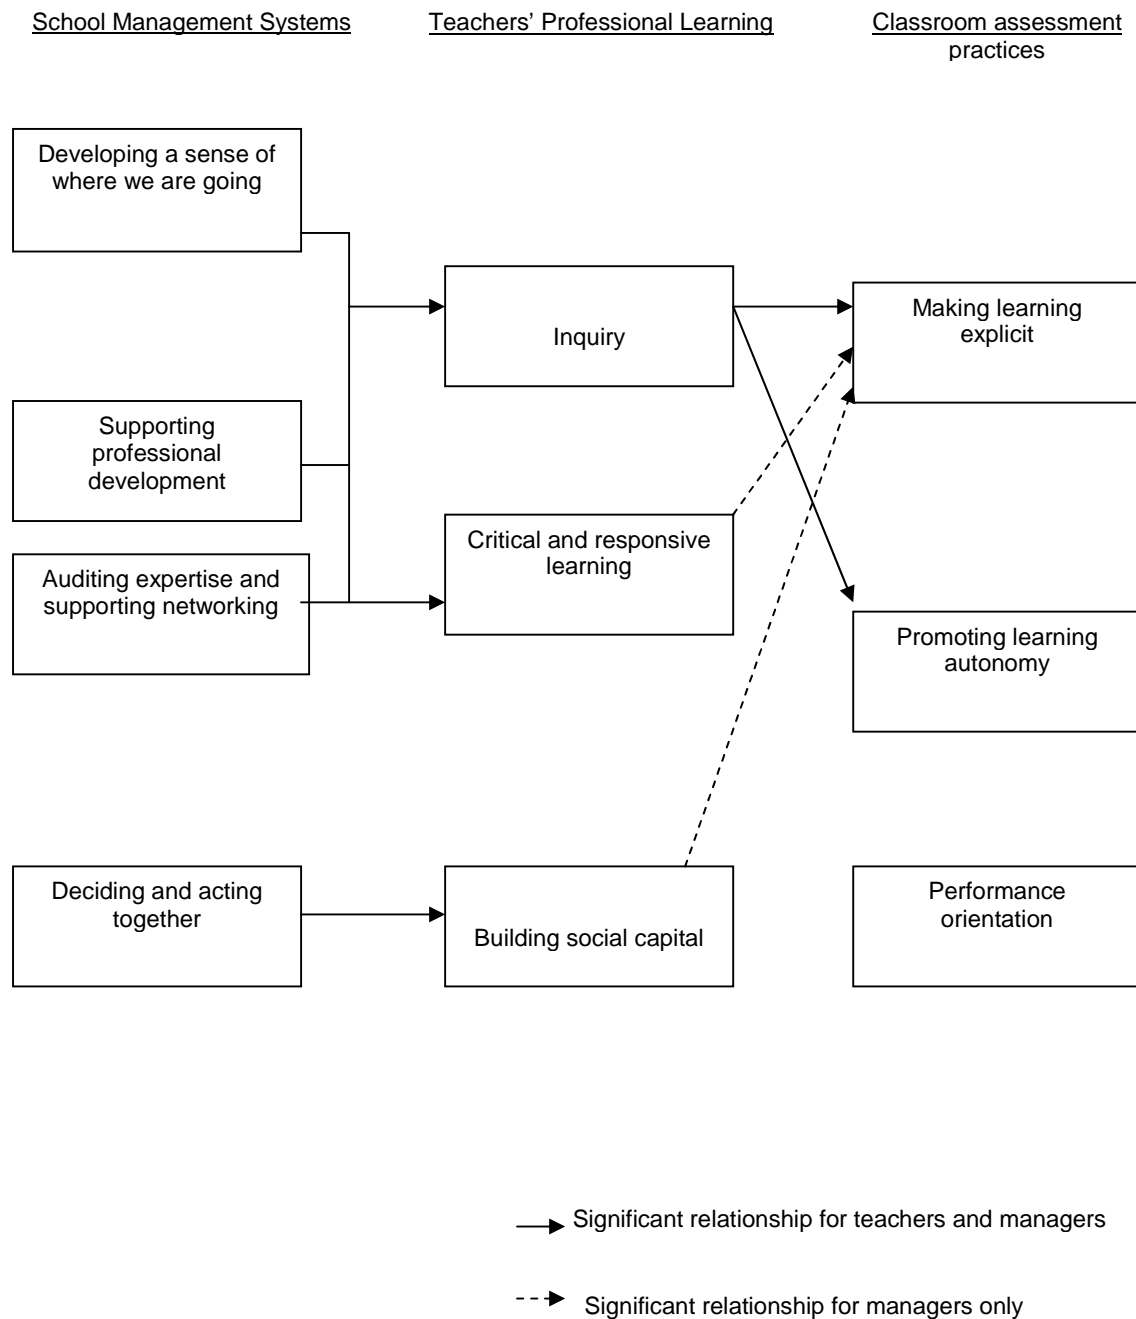 School Management Systems
Teachers' Professional Learning
Classroom assessment
practices
Developing a sense of
where we are going
Supporting
professional
development
Auditing expertise and
supporting networking
Deciding and acting
together
Inquiry
Critical and responsive
learning
Building social capital
Making learning
explicit
Promoting learning
autonomy
Performance
orientation
Significant relationship for teachers and managers
Significant relationship for managers only